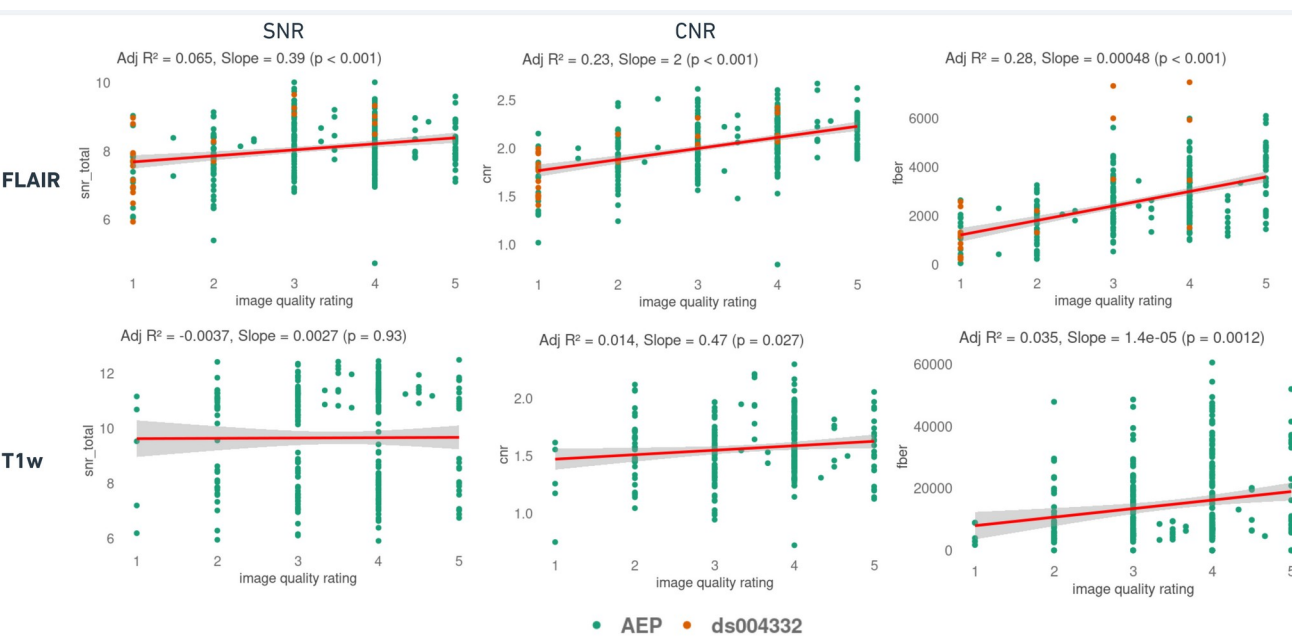 SNR
CNR
Adj R² = 0.065, Slope = 0.39 (p < 0.001)
Adj R² = 0.23, Slope = 2 (p < 0.001)
Adj R² = 0.28, Slope = 0.00048 (p < 0.001)
FLAIR
snr_total
10
8
6
1 2 3 4 5
image quality rating
cnr
2.5
2.0
1.5
1.0
1 2 3 4 5
image quality rating
fber
6000
4000
2000
0
1 2 3 4 5
image quality rating
Adj R² = -0.0037, Slope = 0.0027 (p = 0.93)
Adj R² = 0.014, Slope = 0.47 (p = 0.027)
Adj R² = 0.035, Slope = 1.4e-05 (p = 0.0012)
T1w
snr_total
12
10
8
6
1 2 3 4 5
image quality rating
cnr
2.0
1.5
1.0
1 2 3 4 5
image quality rating
fber
60000
40000
20000
0
1 2 3 4 5
image quality rating
AEP ds004332